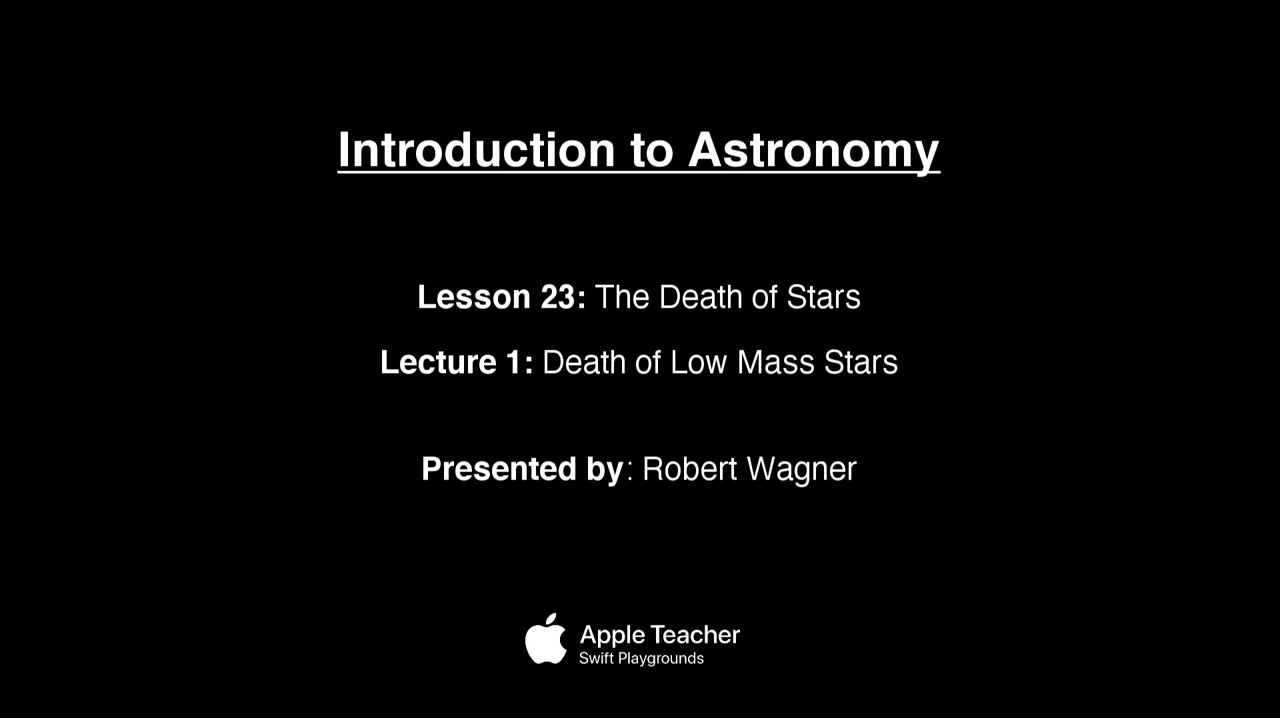 Introduction to Astronomy
Lesson 23: The Death of Stars
Lecture 1: Death of Low Mass Stars
Presented by: Robert Wagner
Apple Teacher
Swift Playgrounds